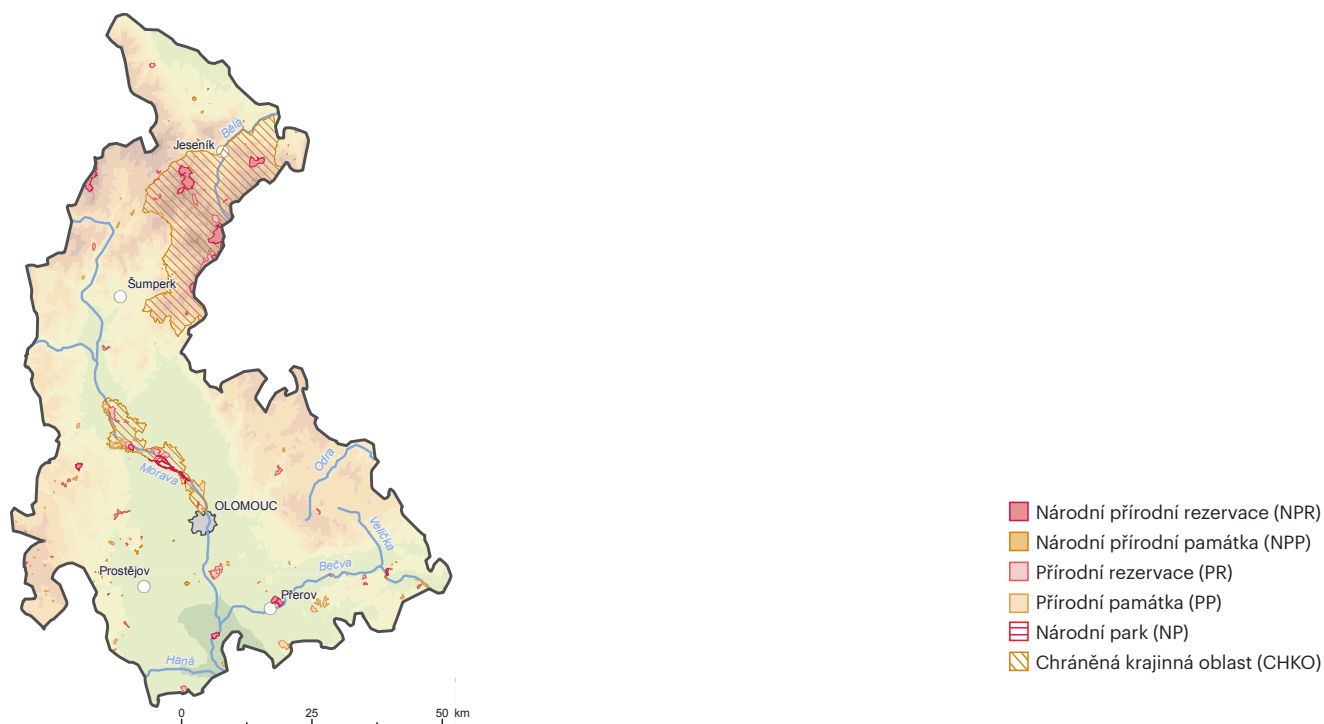 Bělá
Jeseník
Šumperk
Morava
Odra
OLOMOUC
Velička
Bečva
Prostějov
Přerov
Haná
0 25 50 km
Národní přírodní rezervace (NPR)
Národní přírodní památka (NPP)
Přírodní rezervace (PR)
Přírodní památka (PP)
Národní park (NP)
Chráněná krajinná oblast (CHKO)